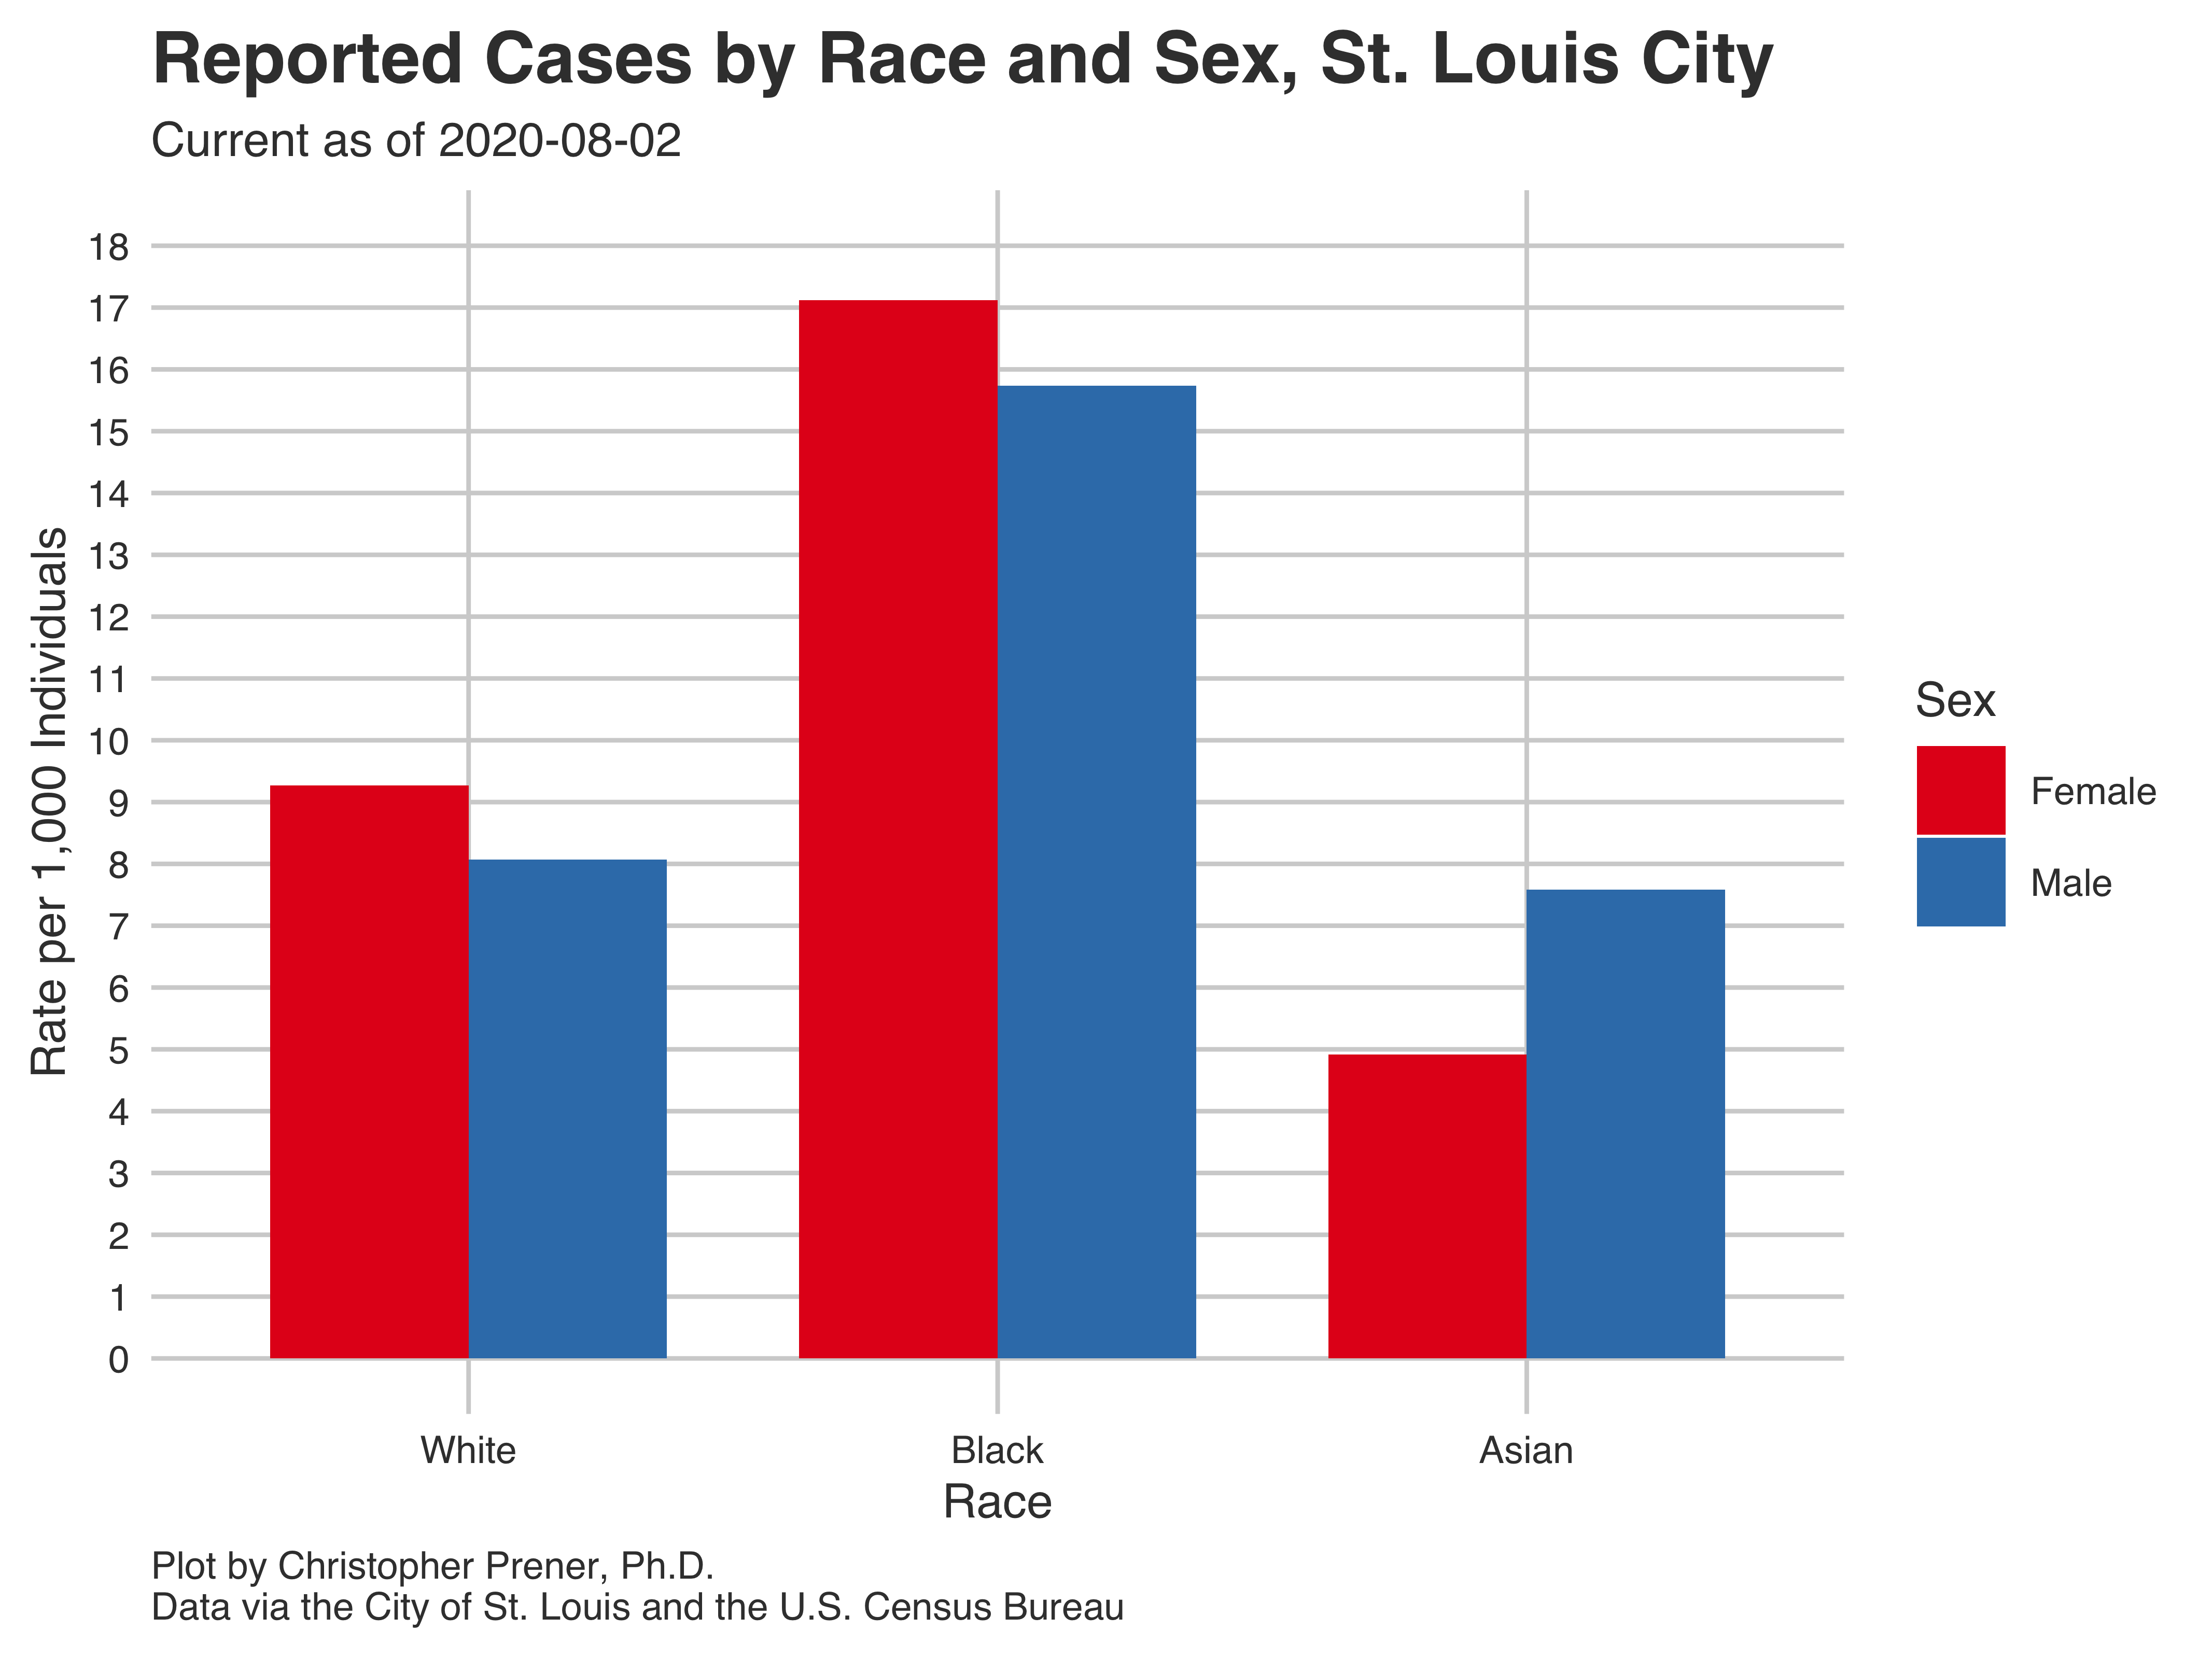 Reported Cases by Race and Sex, St. Louis City
Current as of 2020-08-02
Rate per 1,000 Individuals
18
17
16
15
14
13
12
11
10
9
8
7
6
5
4
3
2
1
0
White
Black
Asian
Race
Sex
Female
Male
Plot by Christopher Prener, Ph.D.
Data via the City of St. Louis and the U.S. Census Bureau